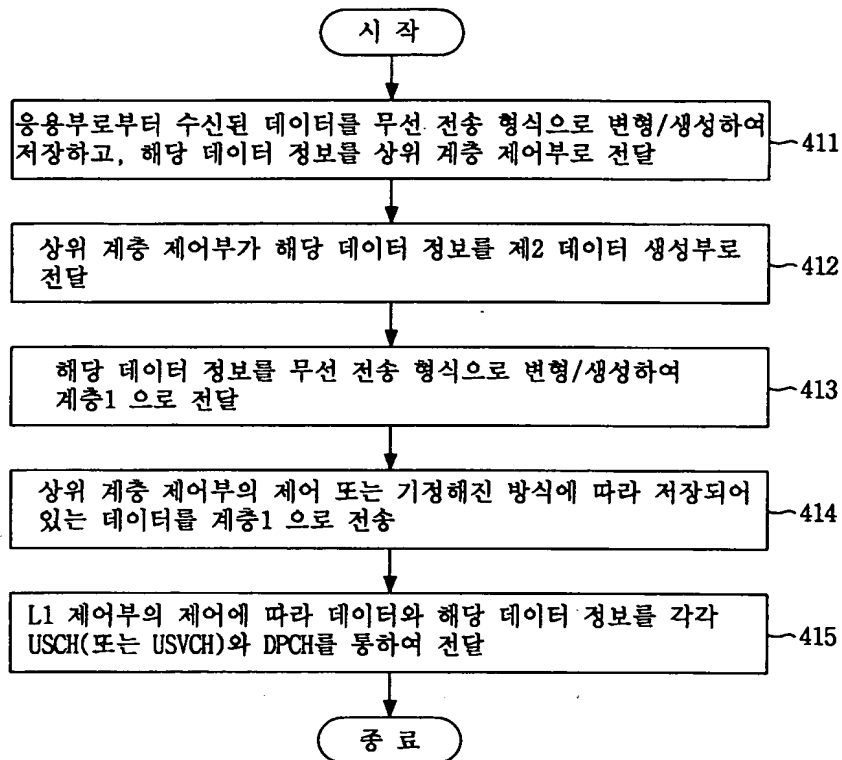 시 작
응용부로부터 수신된 데이터를 무선 전송 형식으로 변형/생성하여
저장하고, 해당 데이터 정보를 상위 계층 제어부로 전달
411
상위 계층 제어부가 해당 데이터 정보를 제2 데이터 생성부로
전달
412
해당 데이터 정보를 무선 전송 형식으로 변형/생성하여
계층1 으로 전달
413
상위 계층 제어부의 제어 또는 기정해진 방식에 따라 저장되어
있는 데이터를 계층1 으로 전송
414
L1 제어부의 제어에 따라 데이터와 해당 데이터 정보를 각각
USCH(또는 USVCH)와 DPCH를 통하여 전달
415
종 료